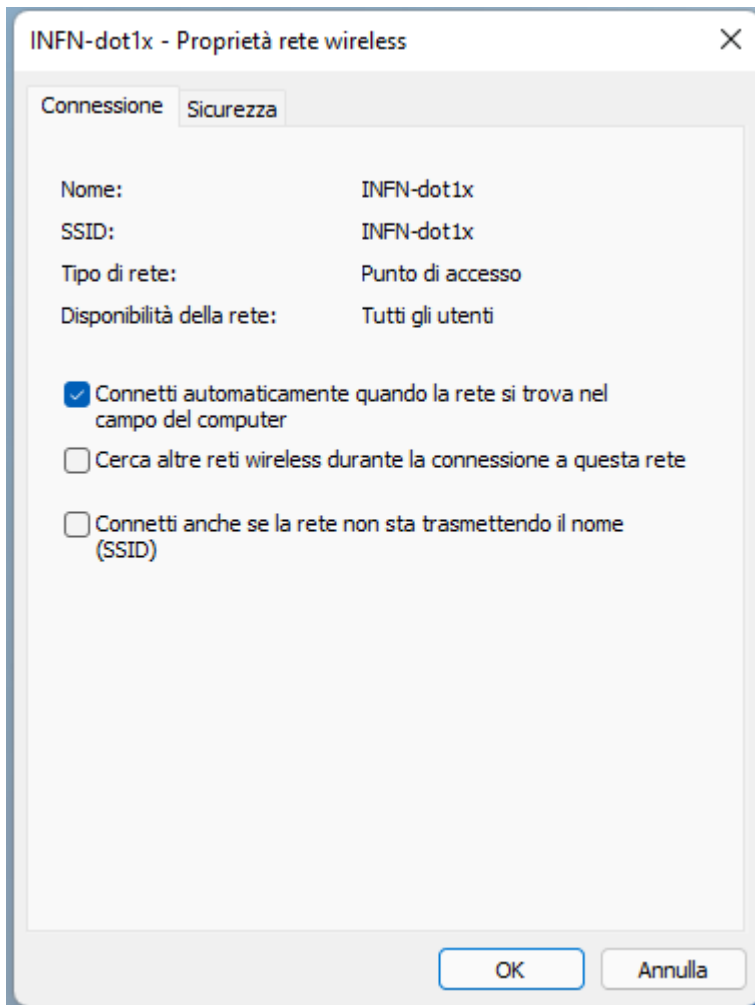 INFN-dot1x - Proprietà rete wireless
Connessione
Sicurezza
Nome:
INFN-dot1x
SSID:
INFN-dot1x
Tipo di rete:
Punto di accesso
Disponibilità della rete:
Tutti gli utenti
Connetti automaticamente quando la rete si trova nel
campo del computer
Cerca altre reti wireless durante la connessione a questa rete
Connetti anche se la rete non sta trasmettendo il nome
(SSID)
OK
Annulla